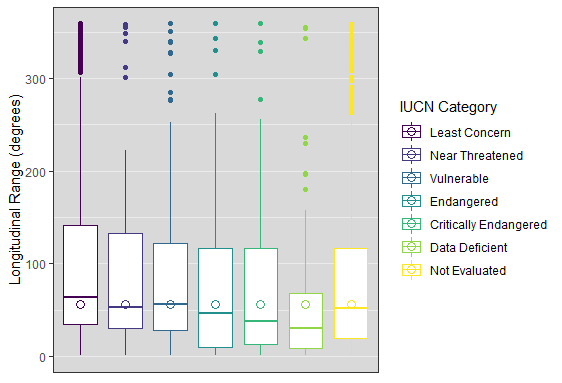 Longitudinal Range (degrees)
300
200
100
0
IUCN Category
Least Concern
Near Threatened
Vulnerable
Endangered
Critically Endangered
Data Deficient
Not Evaluated